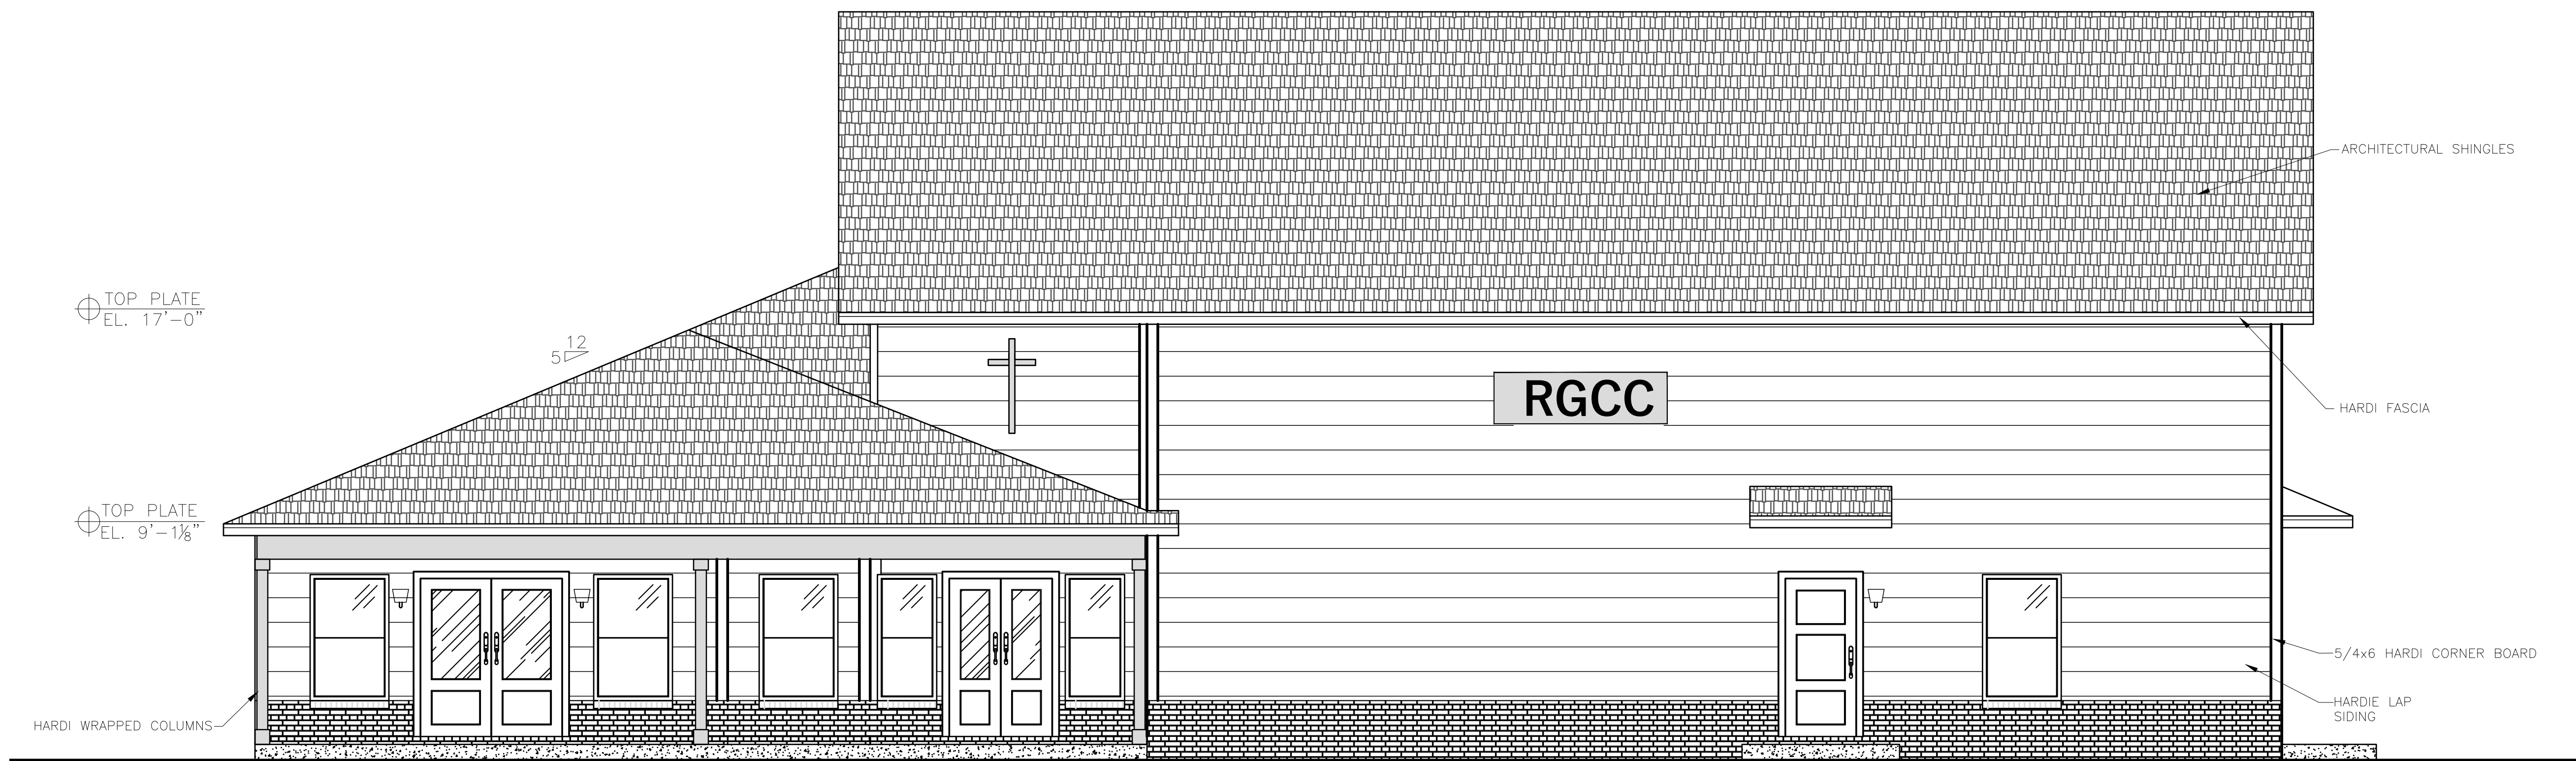 ARCHITECTURAL SHINGLES
TOP PLATE
EL. 17'-0"
12
5
RGCC
HARDI FASCIA
TOP PLATE
EL. 9'-1⅛"
5/4x6 HARDI CORNER BOARD
HARDI WRAPPED COLUMNS
HARDIE LAP
SIDING